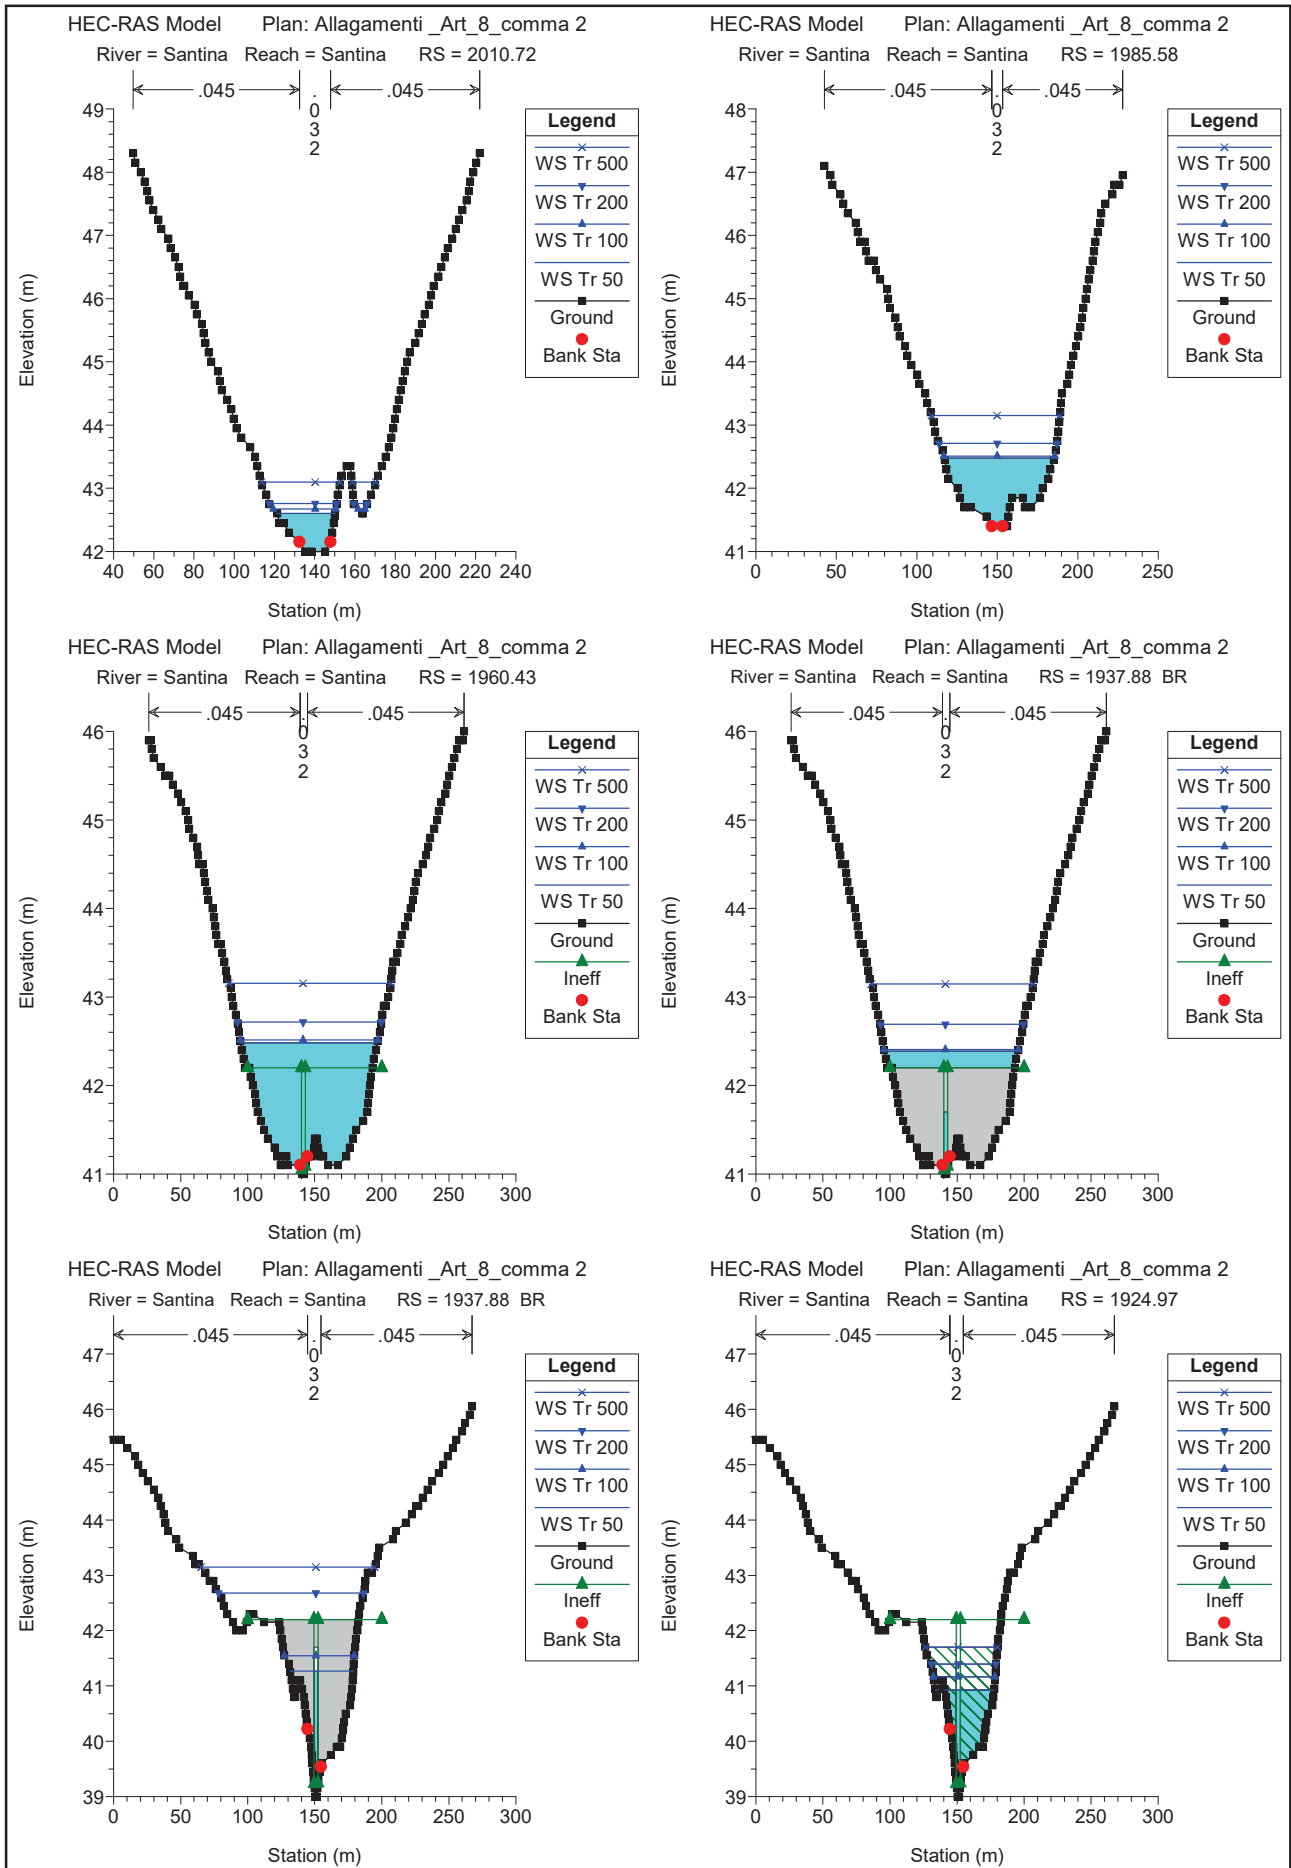 HEC-RAS Model Plan: Allagamenti _Art_8_comma 2
River = Santina Reach = Santina RS = 2010.72
.045 .032 .045
Legend
WS Tr 500
WS Tr 200
WS Tr 100
WS Tr 50
Ground
Bank Sta
Elevation (m)
49
48
47
46
45
44
43
42
40 60 80 100 120 140 160 180 200 220 240
Station (m)
HEC-RAS Model Plan: Allagamenti _Art_8_comma 2
River = Santina Reach = Santina RS = 1985.58
.045 .032 .045
Legend
WS Tr 500
WS Tr 200
WS Tr 100
WS Tr 50
Ground
Bank Sta
Elevation (m)
48
47
46
45
44
43
42
41
0 50 100 150 200 250
Station (m)
HEC-RAS Model Plan: Allagamenti _Art_8_comma 2
River = Santina Reach = Santina RS = 1960.43
.045 .032 .045
Legend
WS Tr 500
WS Tr 200
WS Tr 100
WS Tr 50
Ground
Ineff
Bank Sta
Elevation (m)
46
45
44
43
42
41
0 50 100 150 200 250 300
Station (m)
HEC-RAS Model Plan: Allagamenti _Art_8_comma 2
River = Santina Reach = Santina RS = 1937.88 BR
.045 .032 .045
Legend
WS Tr 500
WS Tr 200
WS Tr 100
WS Tr 50
Ground
Ineff
Bank Sta
Elevation (m)
46
45
44
43
42
41
0 50 100 150 200 250 300
Station (m)
HEC-RAS Model Plan: Allagamenti _Art_8_comma 2
River = Santina Reach = Santina RS = 1937.88 BR
.045 .032 .045
Legend
WS Tr 500
WS Tr 200
WS Tr 100
WS Tr 50
Ground
Ineff
Bank Sta
Elevation (m)
47
46
45
44
43
42
41
40
39
0 50 100 150 200 250 300
Station (m)
HEC-RAS Model Plan: Allagamenti _Art_8_comma 2
River = Santina Reach = Santina RS = 1924.97
.045 .032 .045
Legend
WS Tr 500
WS Tr 200
WS Tr 100
WS Tr 50
Ground
Ineff
Bank Sta
Elevation (m)
47
46
45
44
43
42
41
40
39
0 50 100 150 200 250 300
Station (m)